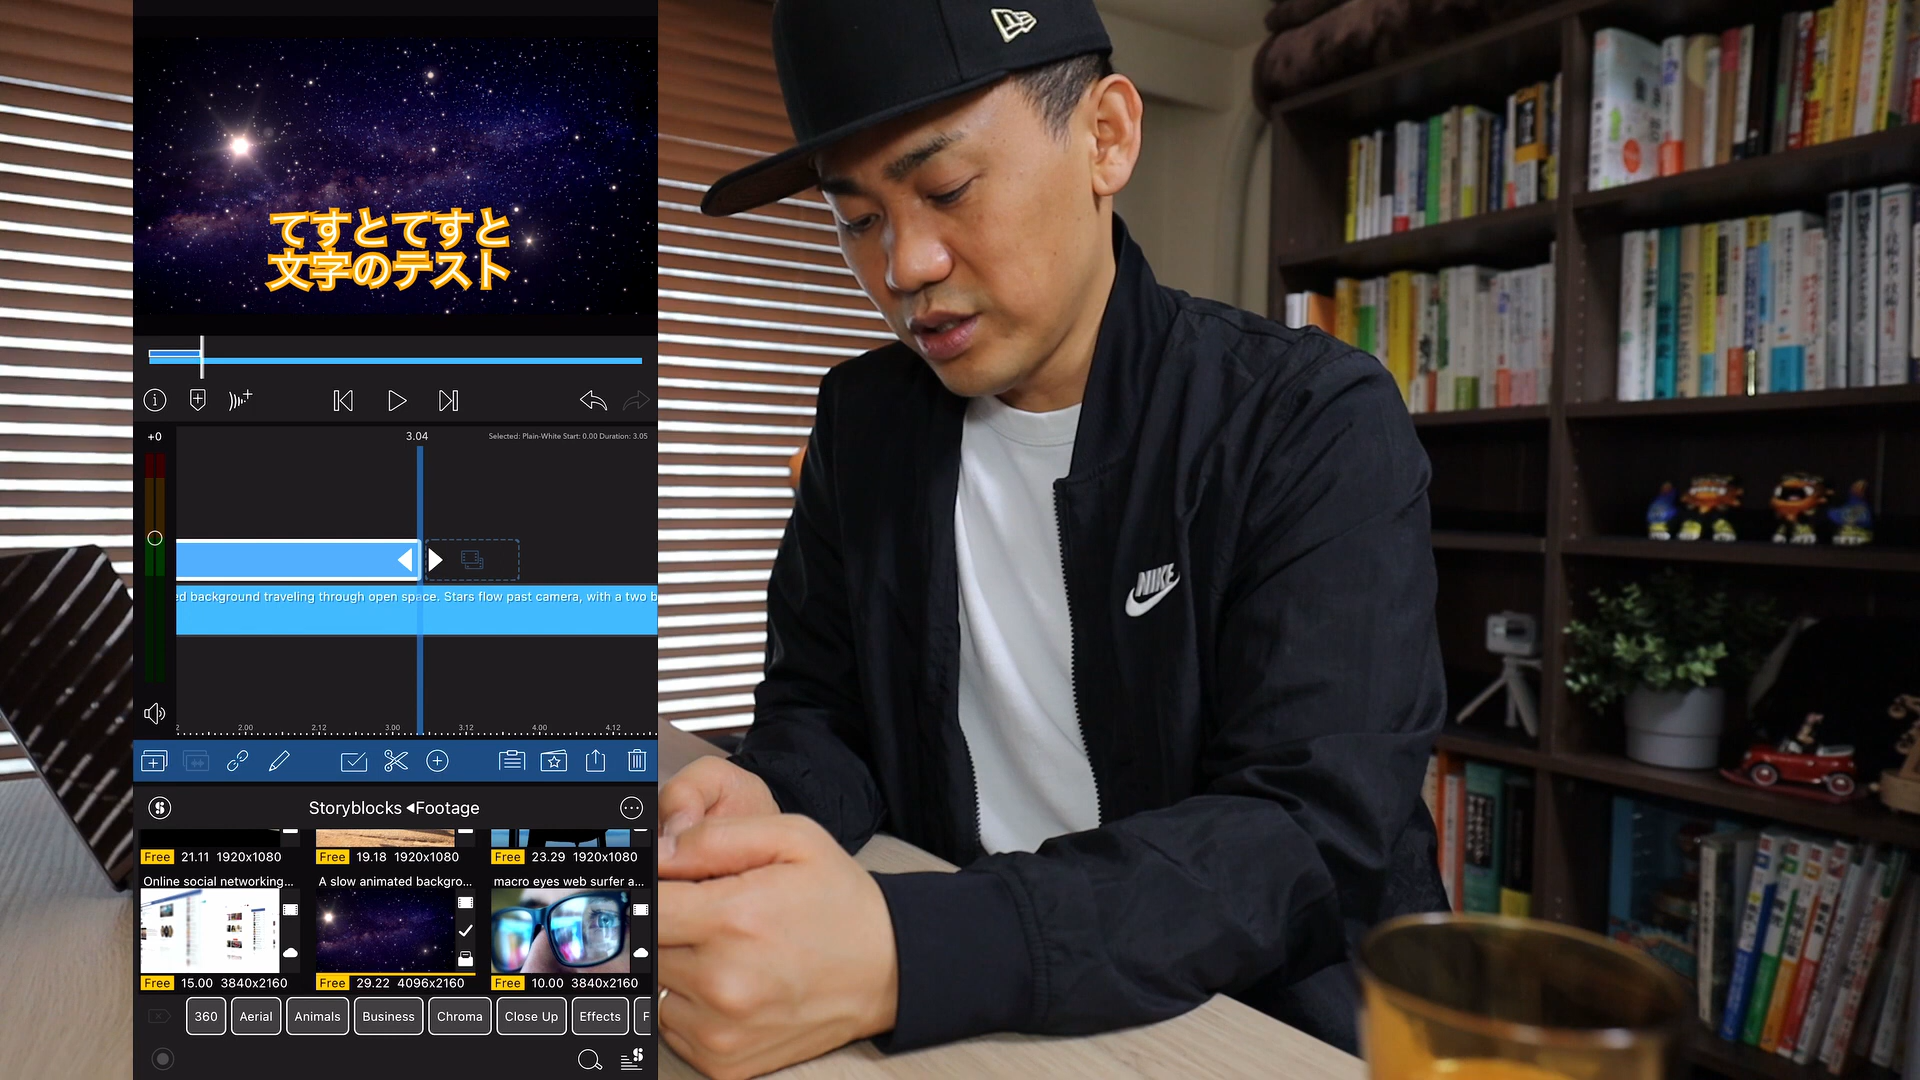 てすとてすと
文字のテスト
+0
3.04
Selected: Plain-White Start: 0.00 Duration: 3.05
ed background traveling through open space. Stars flow past camera, with a two b
2
2.00
2.12
3.00
3.12
4.00
4.12
Storyblocks ◂Footage
Free 21.11 1920x1080
Free 19.18 1920x1080
Free 23.29 1920x1080
Online social networking...
A slow animated backgro...
macro eyes web surfer a...
Free 15.00 3840x2160
Free 29.22 4096x2160
Free 10.00 3840x2160
360
Aerial
Animals
Business
Chroma
Close Up
Effects
F
NIKE